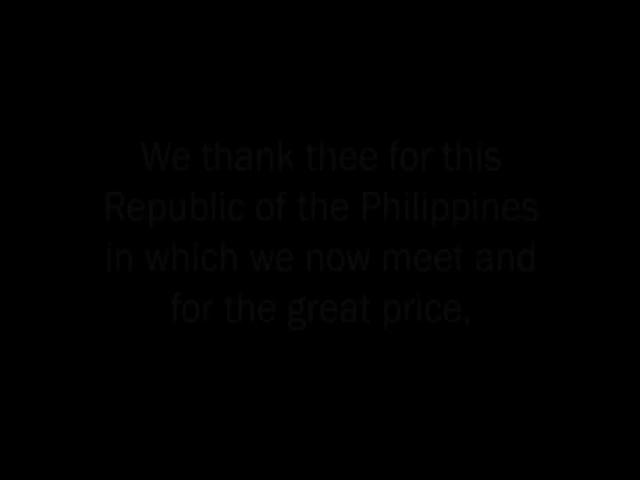 We thank thee for this
Republic of the Philippines
in which we now meet and
for the great price,